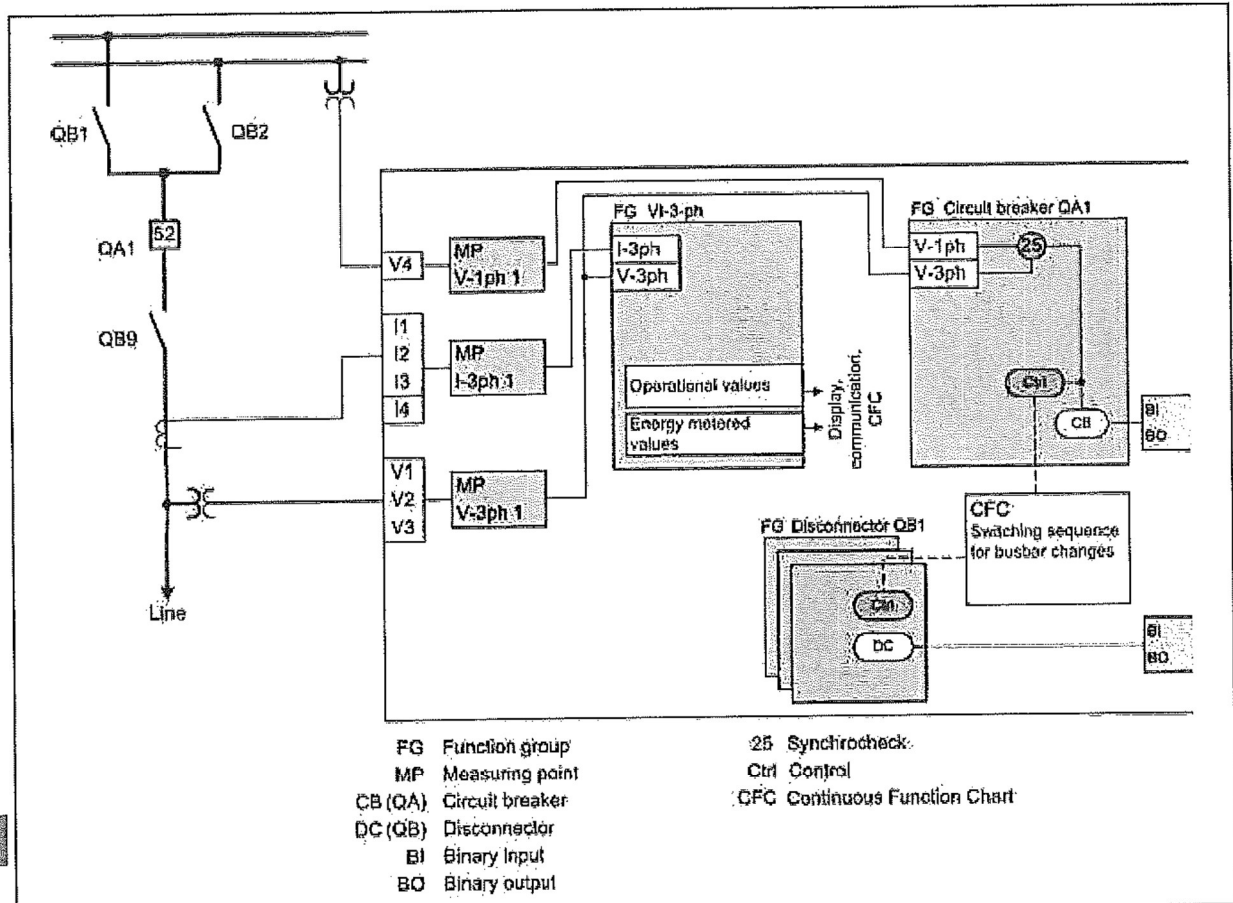 QB1
QB2
QA1
52
QB9
Line
V4
I1
I2
I3
I4
V1
V2
V3
MP
V-1ph 1
MP
I-3ph 1
MP
V-3ph 1
FG VI-3-ph
I-3ph
V-3ph
Operational values
Energy metered
values
Display,
communication,
CFC
FG Circuit breaker QA1
V-1ph
V-3ph
25
Ctrl
CB
BI
BO
CFC
Switching sequence
for busbar changes
FG Disconnector QB1
Ctrl
DC
BI
BO
FG Function group
MP Measuring point
CB (QA) Circuit breaker
DC (QB) Disconnector
BI Binary Input
BO Binary output
25 Synchrocheck
Ctrl Control
CFC Continuous Function Chart